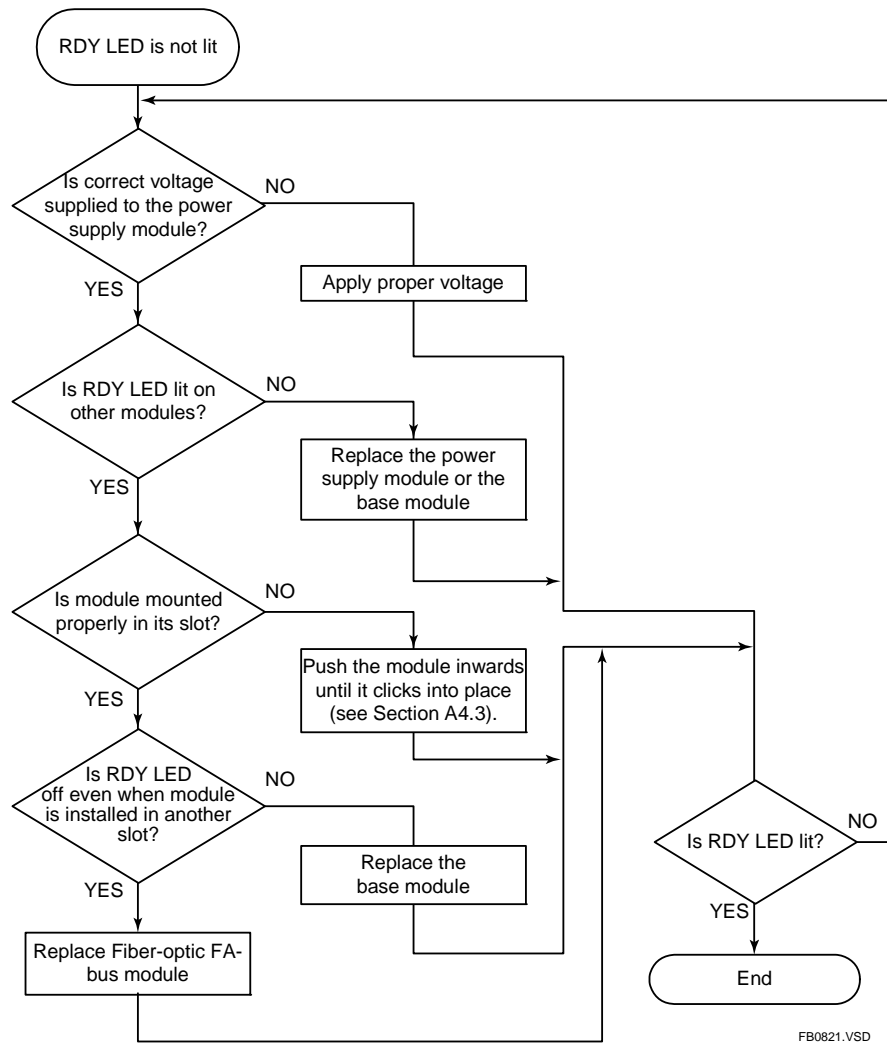 RDY LED is not lit
Is correct voltage
supplied to the power
supply module?
NO
YES
Apply proper voltage
Is RDY LED lit on
other modules?
NO
YES
Replace the power
supply module or the
base module
Is module mounted
properly in its slot?
NO
YES
Push the module inwards
until it clicks into place
(see Section A4.3).
Is RDY LED
off even when module
is installed in another
slot?
NO
YES
Replace the
base module
Replace Fiber-optic FA-
bus module
Is RDY LED lit?
NO
YES
End
FB0821.VSD